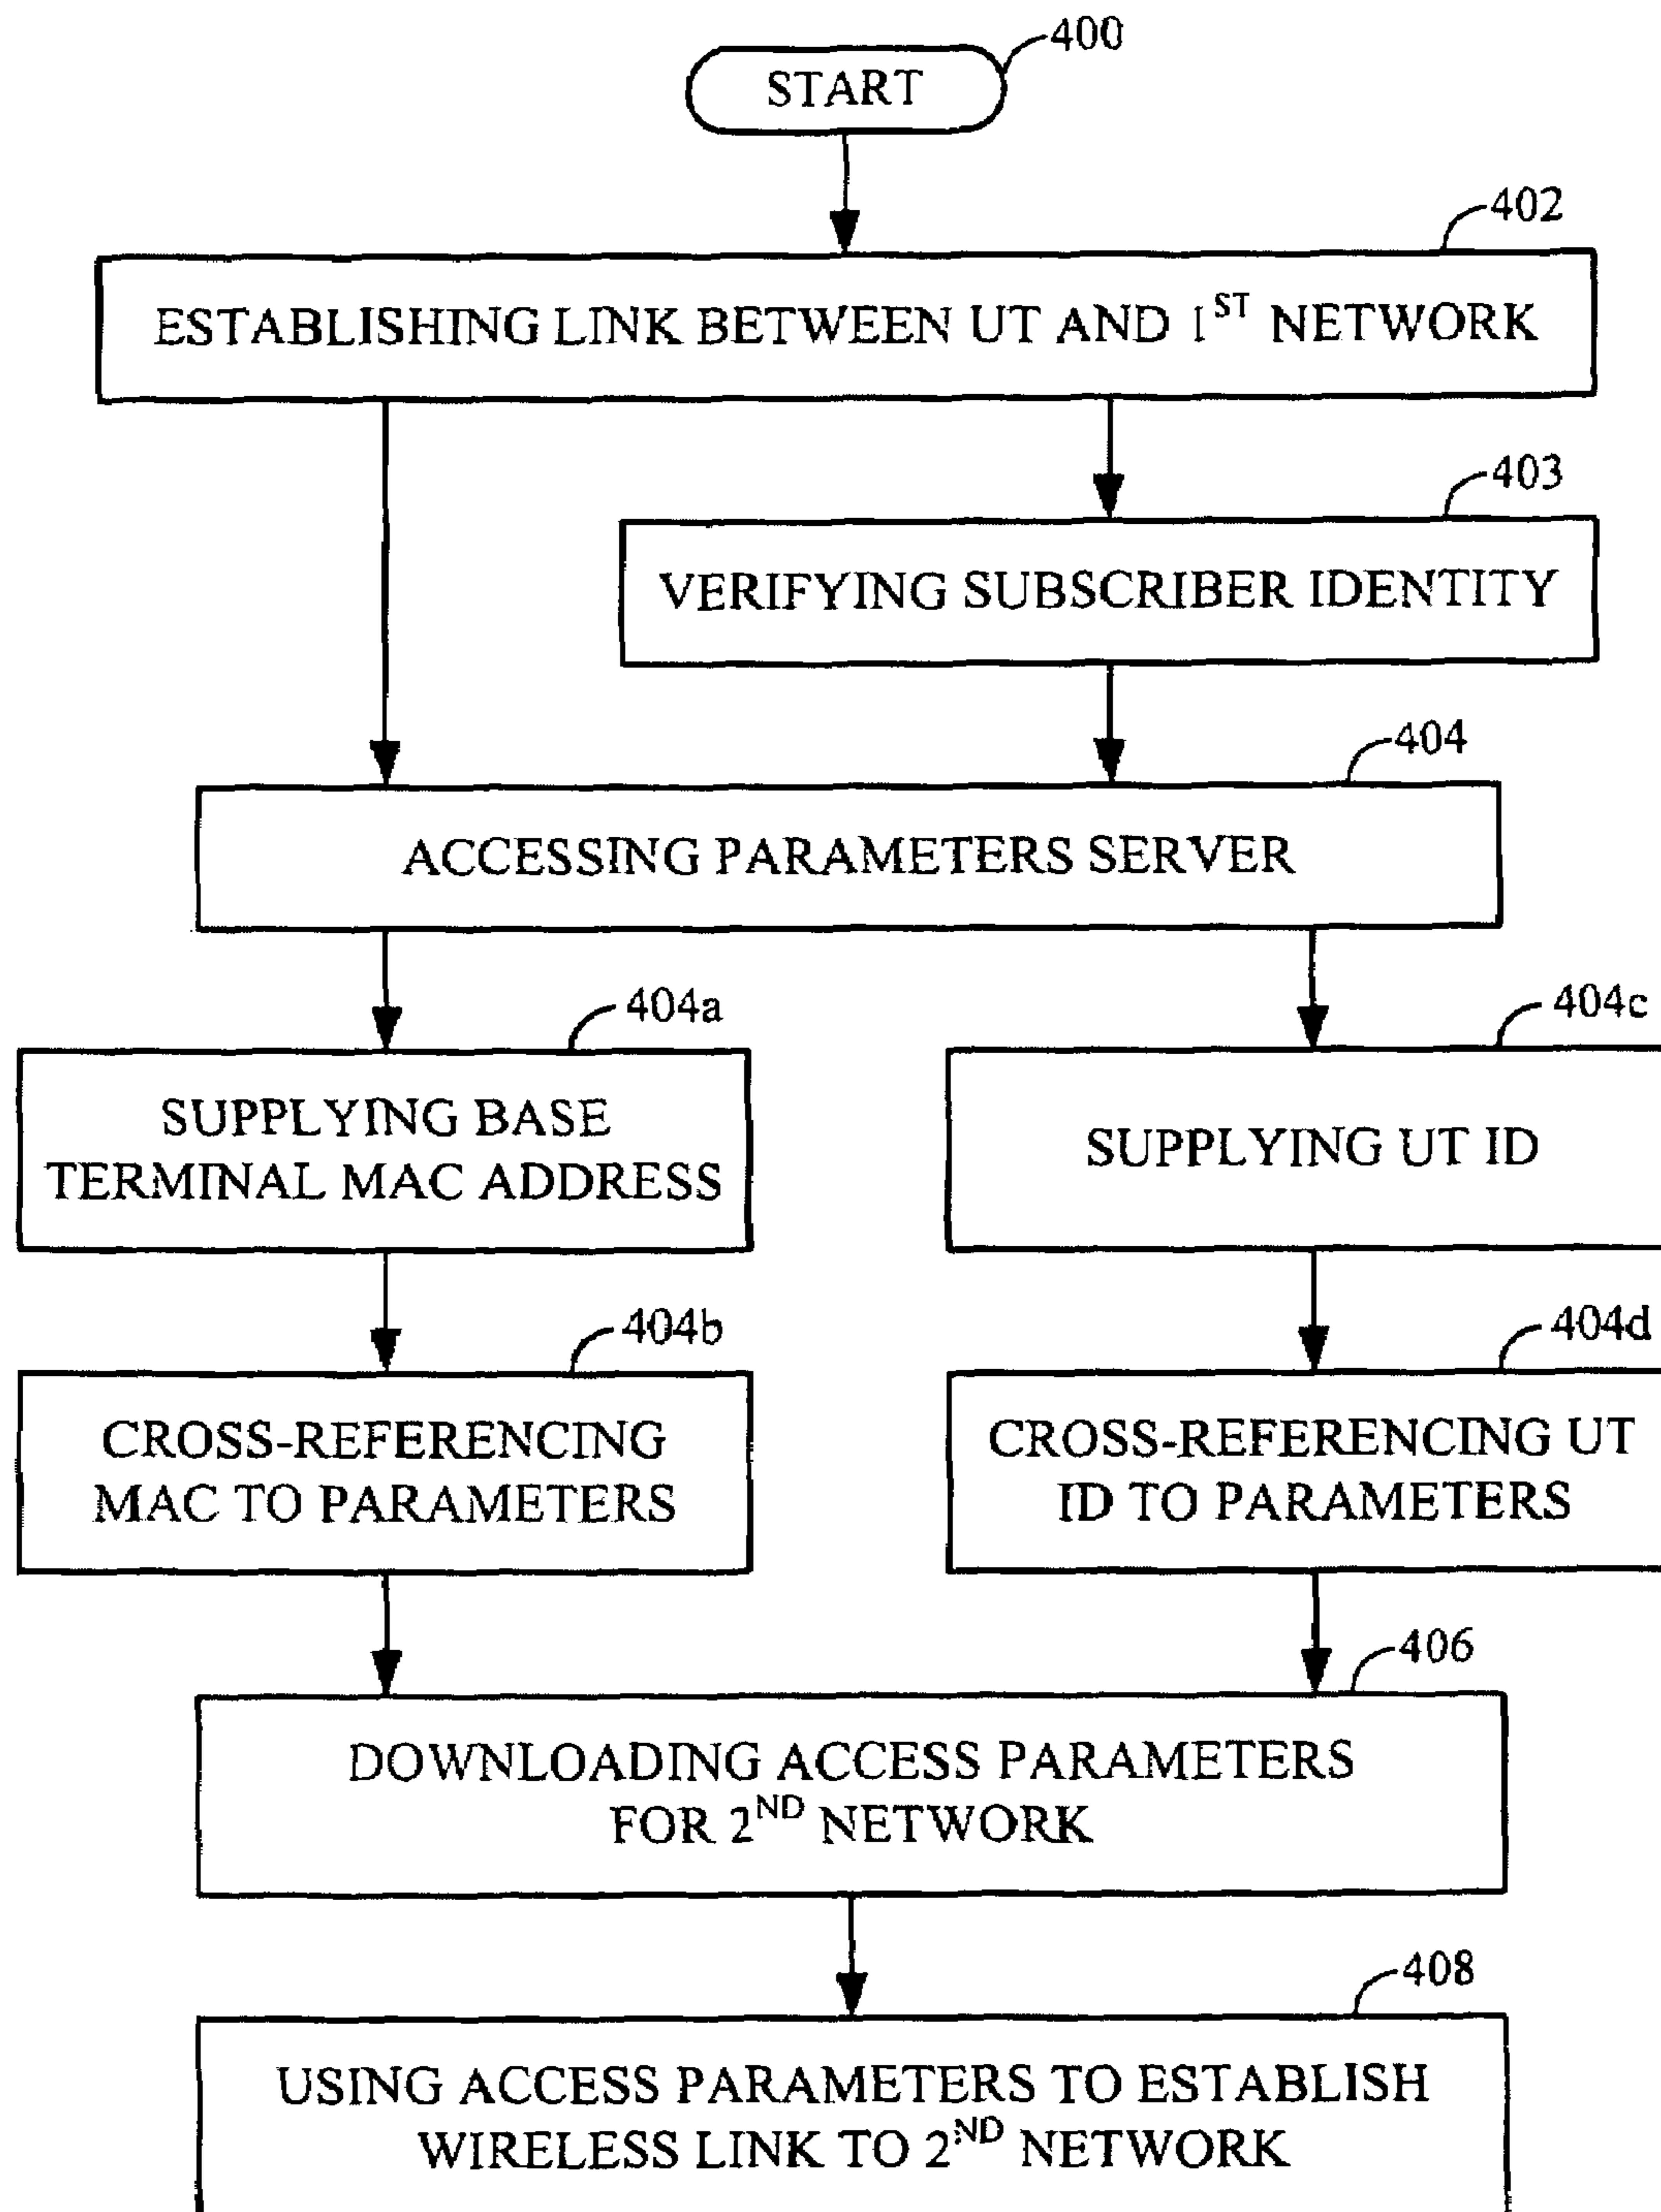 400
START
402
ESTABLISHING LINK BETWEEN UT AND 1ST NETWORK
403
VERIFYING SUBSCRIBER IDENTITY
404
ACCESSING PARAMETERS SERVER
404a
SUPPLYING BASE
TERMINAL MAC ADDRESS
404c
SUPPLYING UT ID
404b
CROSS-REFERENCING
MAC TO PARAMETERS
404d
CROSS-REFERENCING UT
ID TO PARAMETERS
406
DOWNLOADING ACCESS PARAMETERS
FOR 2ND NETWORK
408
USING ACCESS PARAMETERS TO ESTABLISH
WIRELESS LINK TO 2ND NETWORK